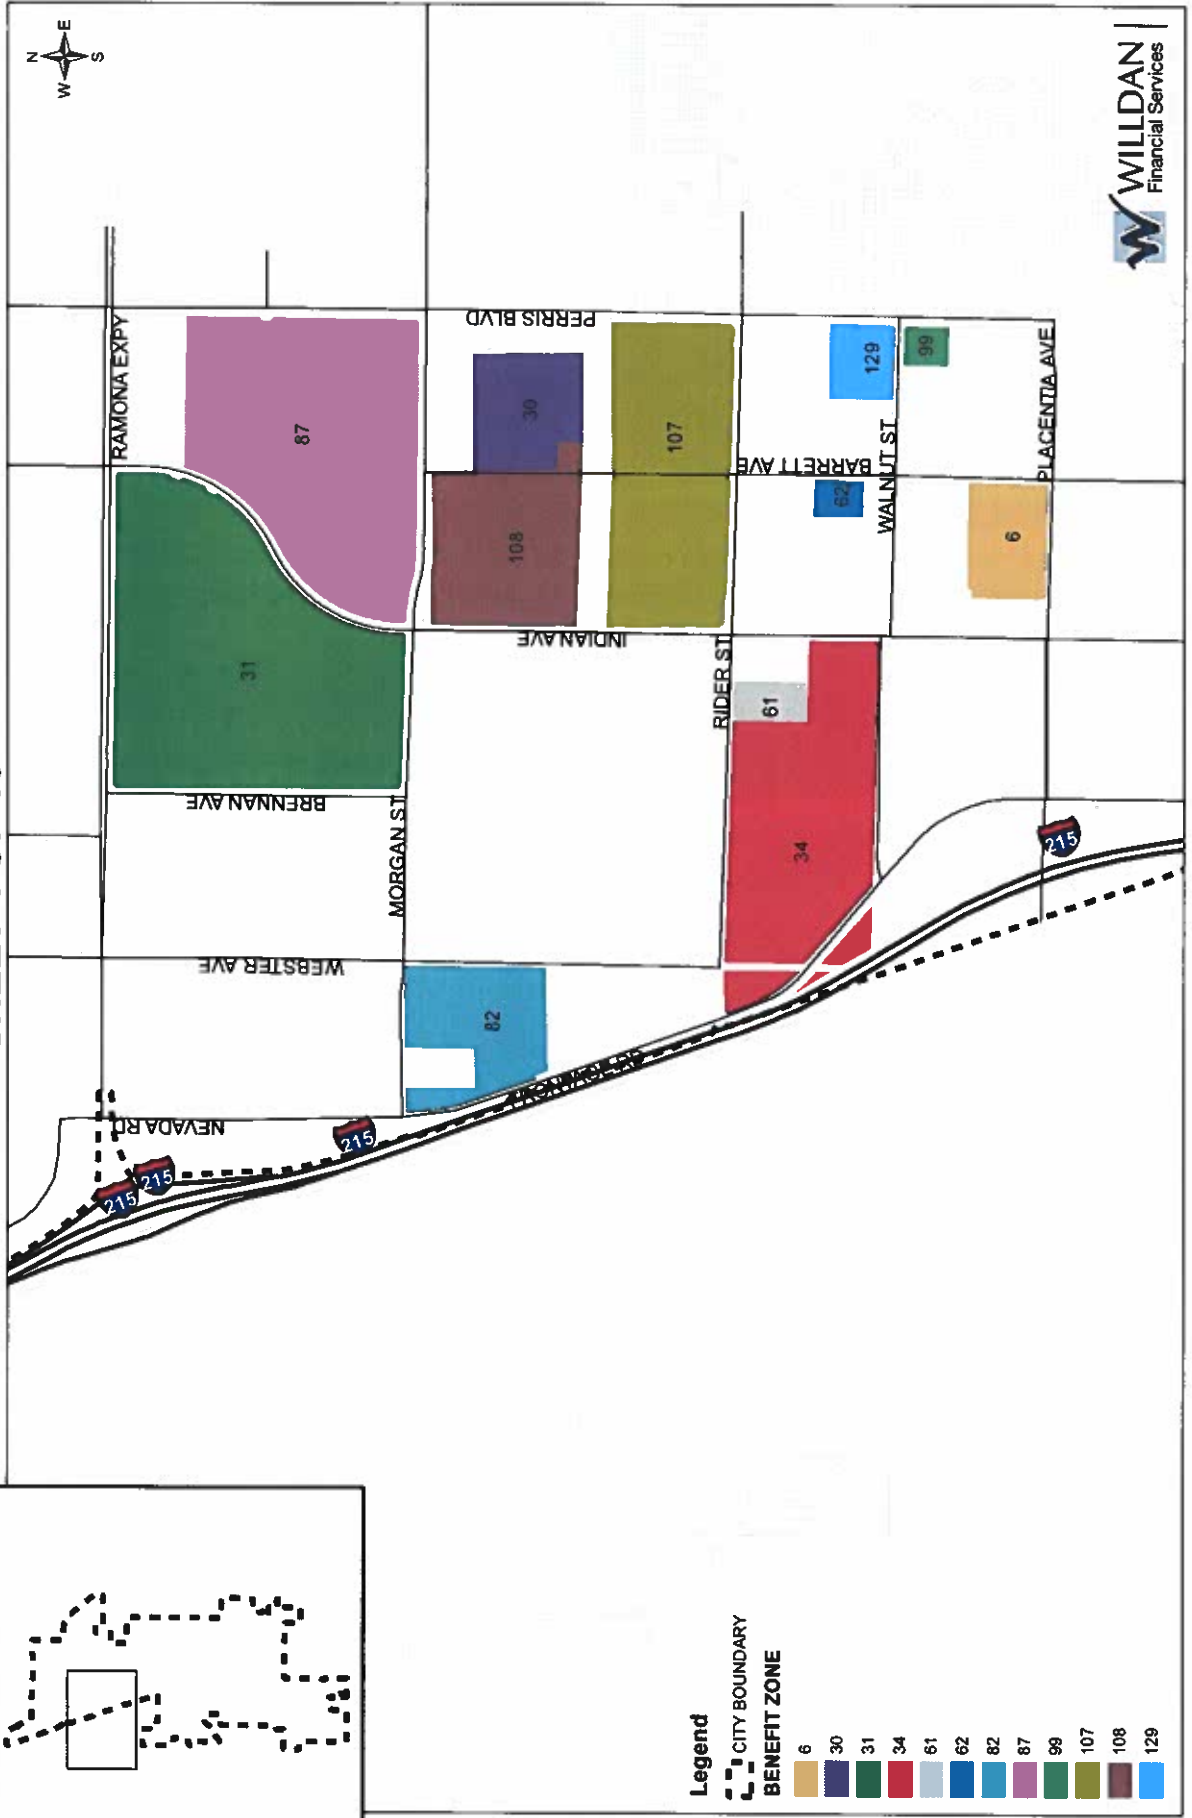 N
W
E
S
RAMONA EXPY
PERRIS BLVD
87
31
30
108
107
BRENNAN AVE
MORGAN ST
INDIAN AVE
BARRETT AVE
129
99
62
WALNUT ST
PLACENTIA AVE
6
RIDER ST
61
34
WEBSTER AVE
82
NEVADA RD
FRONTAGE RD
215
215
215
215
WILLDAN
Financial Services
Legend
CITY BOUNDARY
BENEFIT ZONE
6
30
31
34
61
62
82
87
99
107
108
129